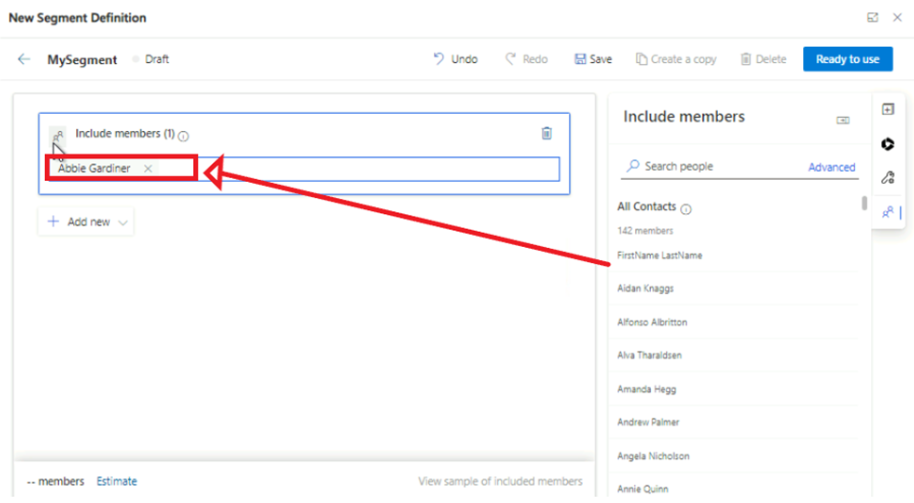 New Segment Definition
MySegment Draft Undo Redo Save Create a copy Delete Ready to use
Include members (1)
Abbie Gardiner
Add new
-- members Estimate View sample of included members
Include members
Search people Advanced
All Contacts
142 members
FirstName LastName
Aidan Knaggs
Alfonso Albritton
Alva Tharaldsen
Amanda Hegg
Andrew Palmer
Angela Nicholson
Annie Quinn